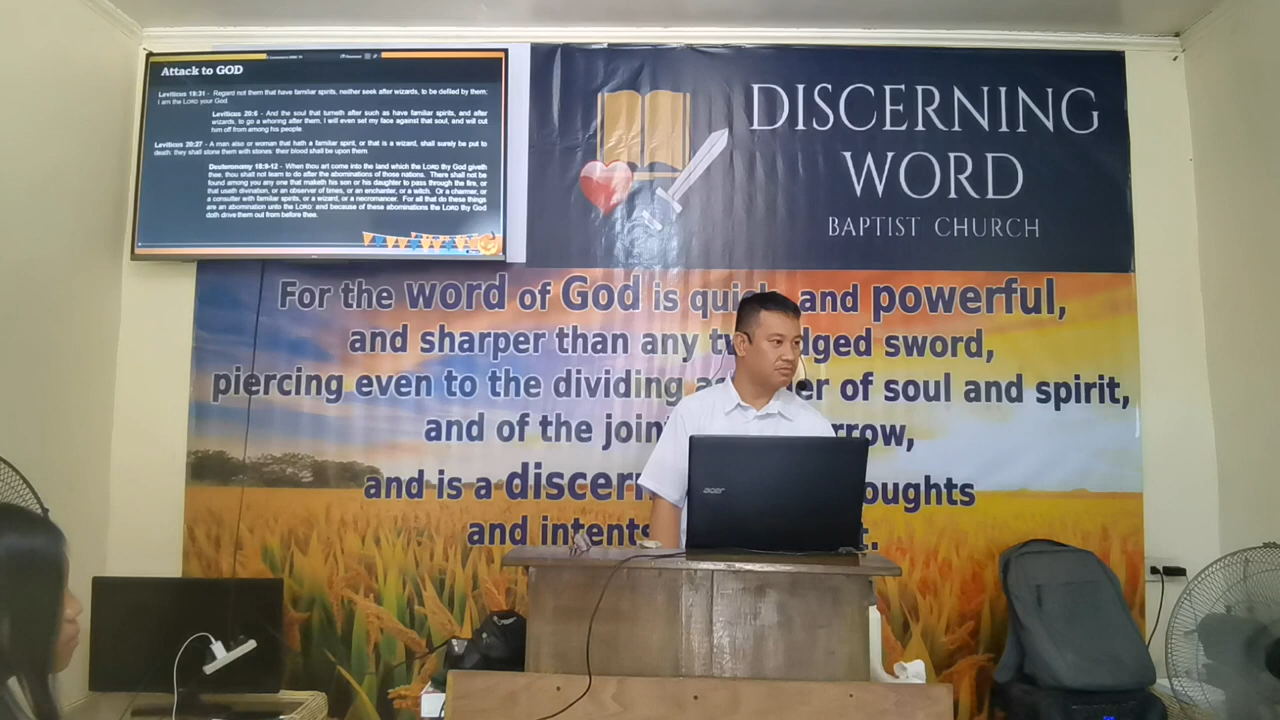 Attack to GOD
Leviticus 19:31 - Regard not them that have familiar spirits, neither seek after wizards, to be defiled by them:
I am the LORD your God.
Leviticus 20:6 - And the soul that turneth after such as have familiar spirits, and after
wizards, to go a whoring after them, I will even set my face against that soul, and will cut
him off from among his people.
Leviticus 20:27 - A man also or woman that hath a familiar spirit, or that is a wizard, shall surely be put to
death: they shall stone them with stones: their blood shall be upon them.
Deuteronomy 18:9-12 - When thou art come into the land which the LORD thy God giveth
thee, thou shalt not learn to do after the abominations of those nations. There shall not be
found among you any one that maketh his son or his daughter to pass through the fire, or
that useth divination, or an observer of times, or an enchanter, or a witch. Or a charmer, or
a consulter with familiar spirits, or a wizard, or a necromancer. For all that do these things
are an abomination unto the LORD: and because of these abominations the LORD thy God
doth drive them out from before thee.
DISCERNING
WORD
BAPTIST CHURCH
For the word of God is and powerful,
and sharper than any sword,
piercing even to the dividing of soul and spirit,
and of the
and is a
and
acer